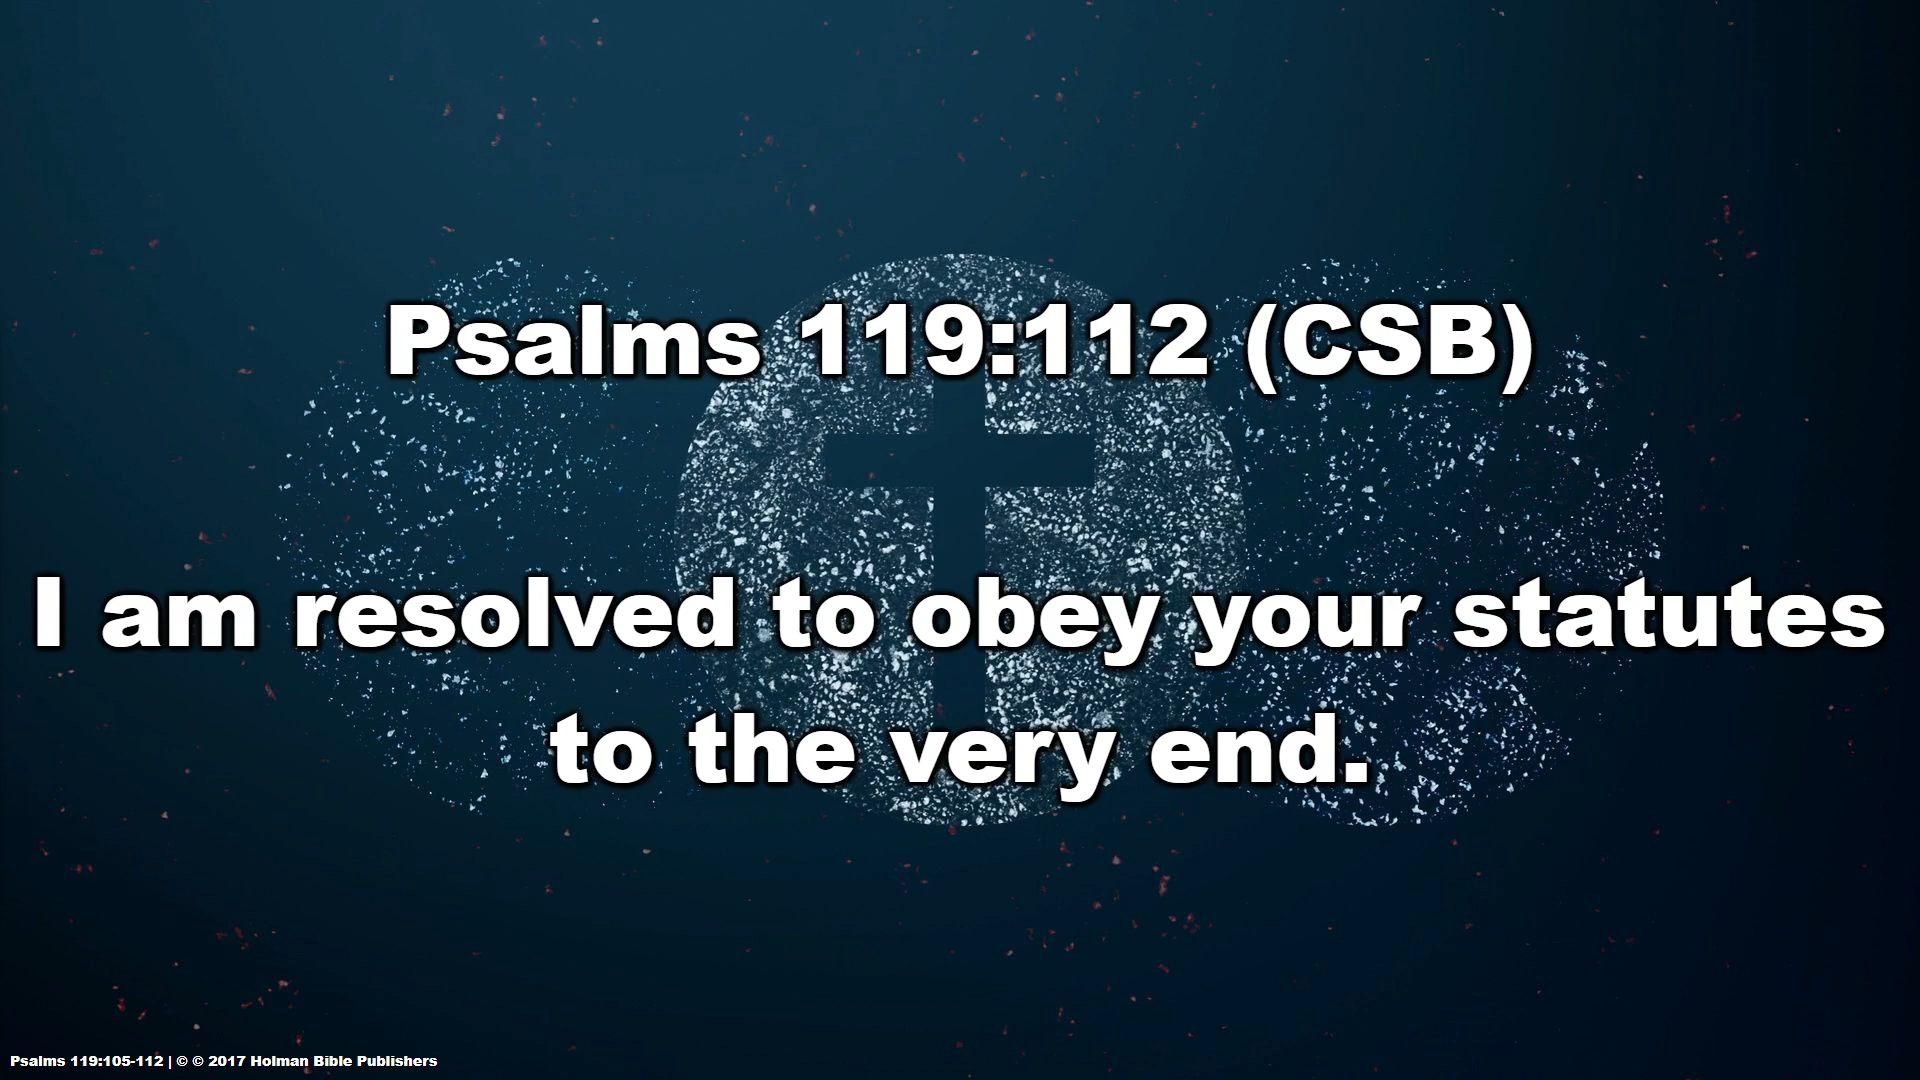 Psalms 119:112 (CSB)
I am resolved to obey your statutes
to the very end.
Psalms 119:105-112 | © © 2017 Holman Bible Publishers